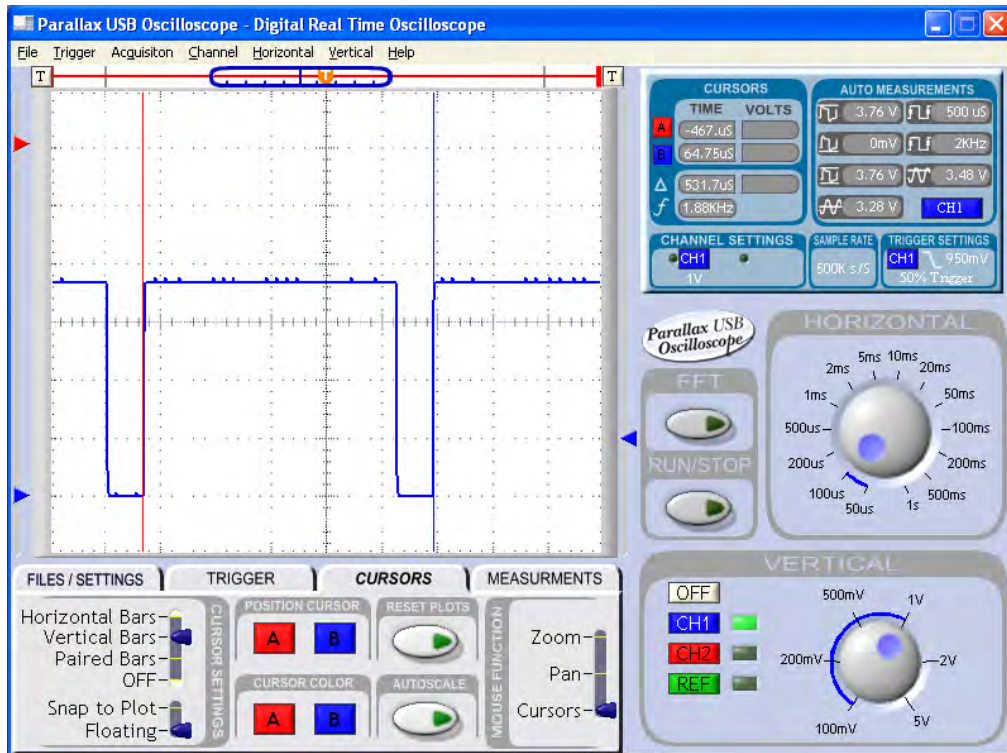 Parallax USB Oscilloscope - Digital Real Time Oscilloscope
File Trigger Acquisiton Channel Horizontal Vertical Help
T T T
CURSORS
TIME VOLTS
A -467.uS
B 64.75uS
Δ 531.7uS
f 1.88KHz
AUTO MEASUREMENTS
3.76 V 500 uS
0mV 2KHz
3.76 V 3.48 V
3.28 V CH1
CHANNEL SETTINGS
CH1
1V
SAMPLE RATE
500K s/S
TRIGGER SETTINGS
CH1 950mV
50% Trigger
Parallax USB
Oscilloscope
FFT
RUN/STOP
HORIZONTAL
5ms 10ms
2ms 20ms
1ms 50ms
500us 100ms
200us 200ms
100us 500ms
50us 1s
VERTICAL
OFF
CH1
CH2
REF
500mV 1V
200mV 2V
100mV 5V
FILES / SETTINGS TRIGGER CURSORS MEASURMENTS
Horizontal Bars
Vertical Bars
Paired Bars
OFF
Snap to Plot
Floating
CURSOR SETTINGS
POSITION CURSOR
A B
CURSOR COLOR
A B
RESET PLOTS
AUTOSCALE
MOUSE FUNCTION
Zoom
Pan
Cursors